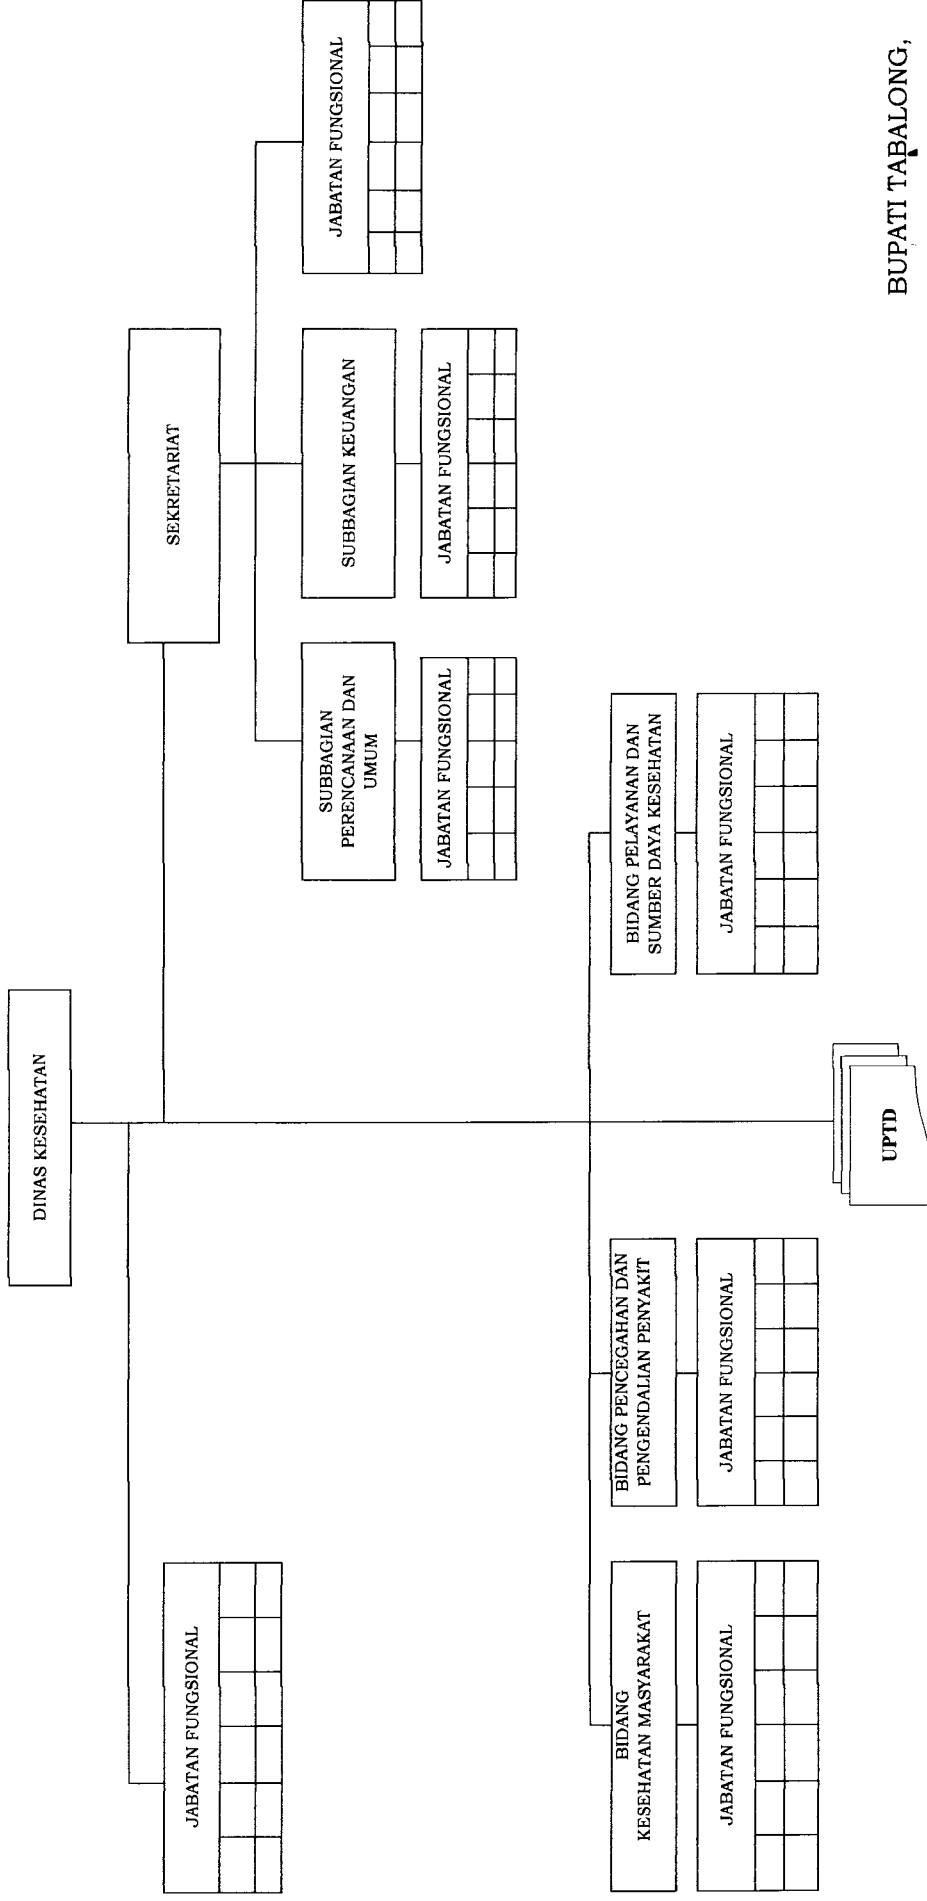 DINAS KESEHATAN
JABATAN FUNGSIONAL
SEKRETARIAT
SUBBAGIAN
PERENCANAAN DAN
UMUM
SUBBAGIAN KEUANGAN
JABATAN FUNGSIONAL
JABATAN FUNGSIONAL
JABATAN FUNGSIONAL
BIDANG
KESEHATAN MASYARAKAT
BIDANG PENCEGAHAN DAN
PENGENDALIAN PENYAKIT
BIDANG PELAYANAN DAN
SUMBER DAYA KESEHATAN
JABATAN FUNGSIONAL
JABATAN FUNGSIONAL
JABATAN FUNGSIONAL
UPTD
BUPATI TABALONG,